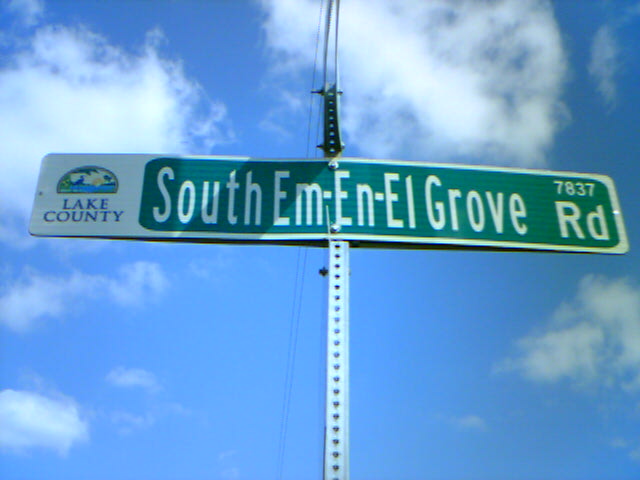 LAKE
COUNTY
South Em-En-El Grove Rd
7837